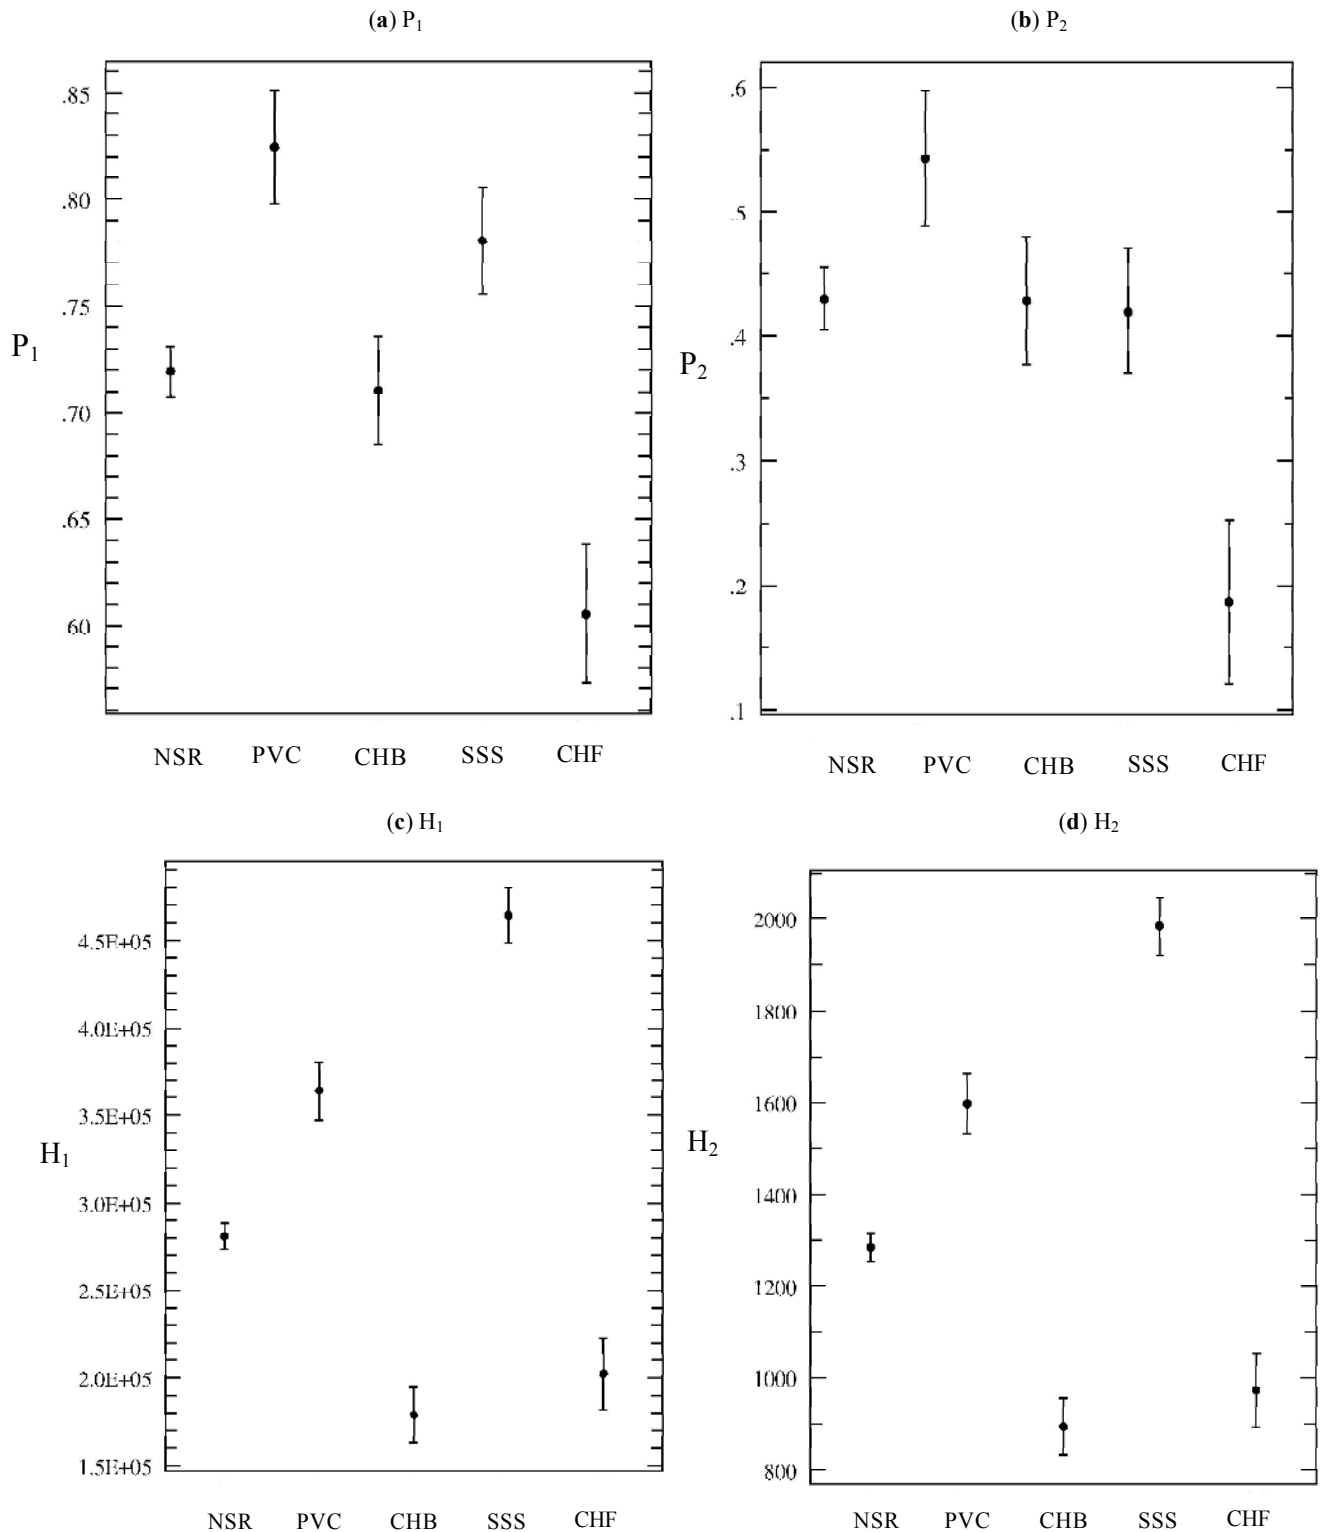 (a) P₁
.85
.80
.75
.70
.65
.60
P₁
NSR PVC CHB SSS CHF
(b) P₂
.6
.5
.4
.3
.2
.1
P₂
NSR PVC CHB SSS CHF
(c) H₁
4.5E+05
4.0E+05
3.5E+05
3.0E+05
2.5E+05
2.0E+05
1.5E+05
H₁
NSR PVC CHB SSS CHF
(d) H₂
2000
1800
1600
1400
1200
1000
800
H₂
NSR PVC CHB SSS CHF